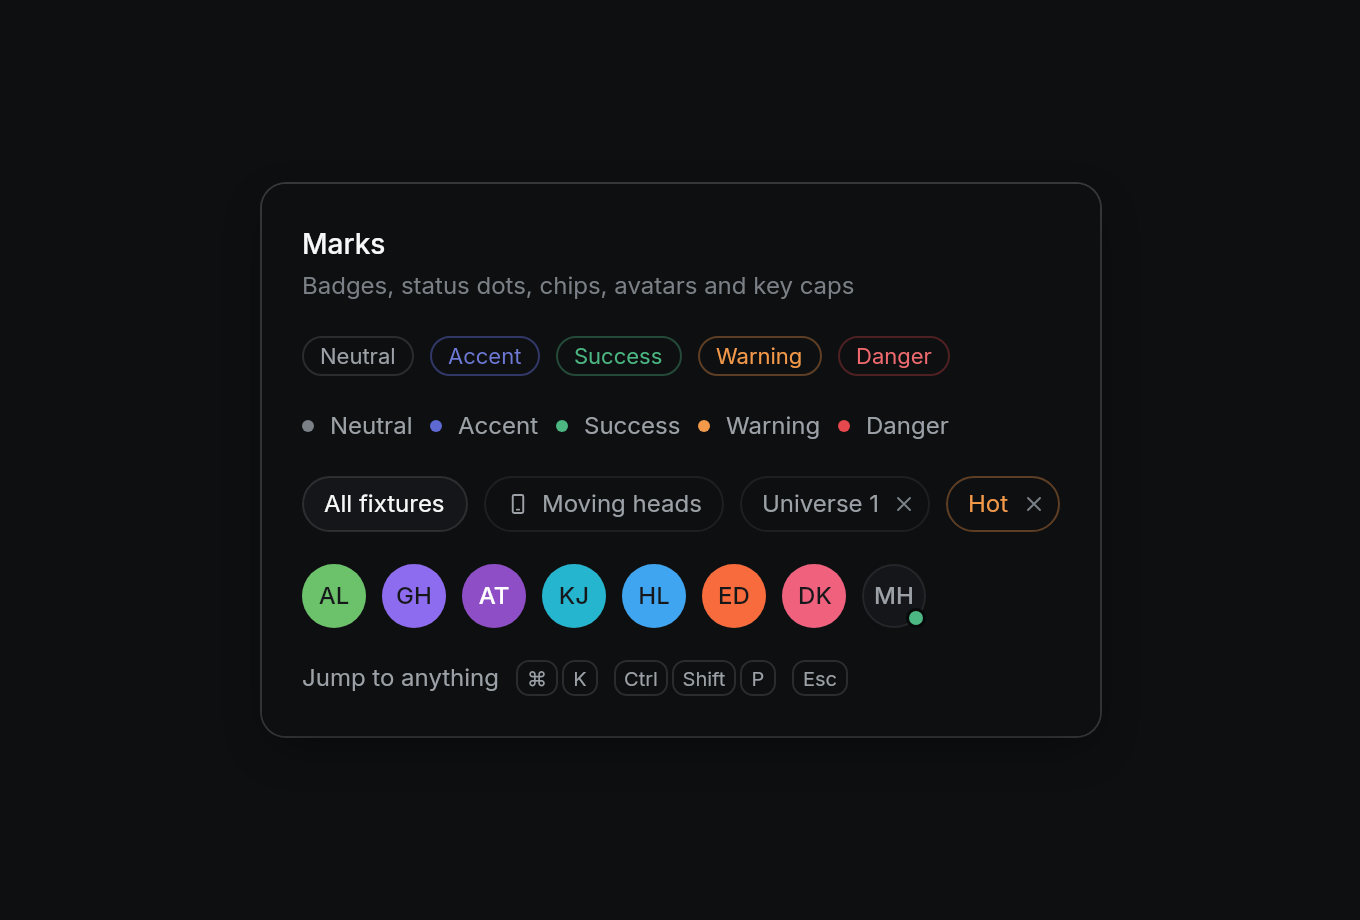 Marks
Badges, status dots, chips, avatars and key caps
Neutral Accent Success Warning Danger
Neutral Accent Success Warning Danger
All fixtures Moving heads Universe 1 Hot
AL GH AT KJ HL ED DK MH
Jump to anything ⌘ K Ctrl Shift P Esc